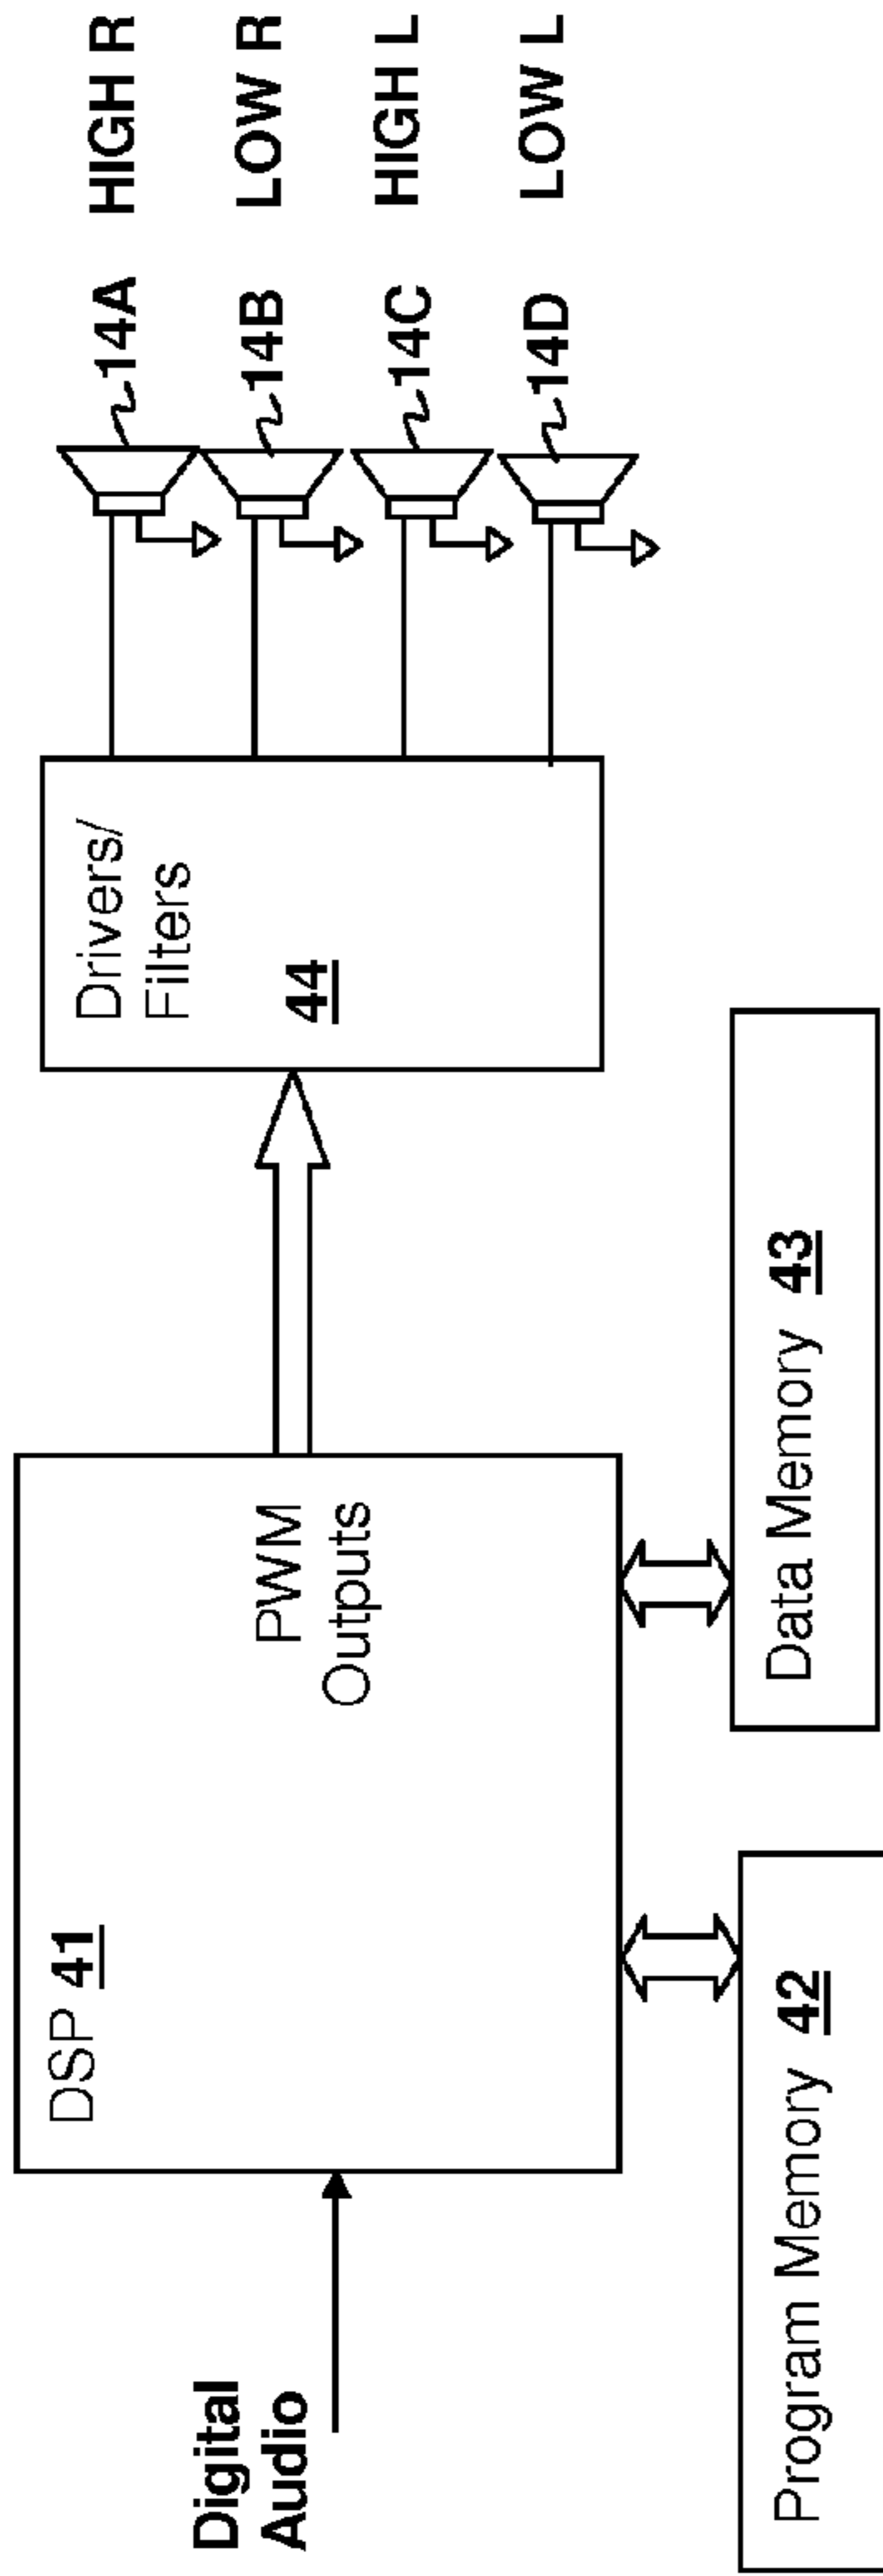 Digital
Audio
DSP 41
PWM
Outputs
Program Memory 42
Data Memory 43
Drivers/
Filters
44
14A HIGH R
14B LOW R
14C HIGH L
14D LOW L